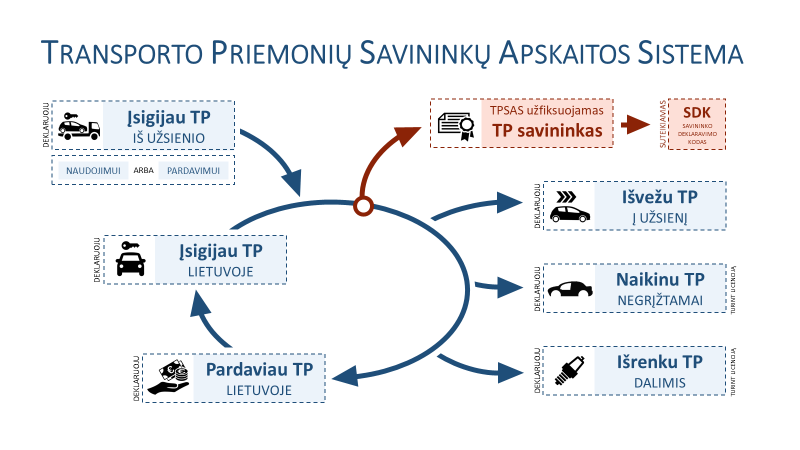 Transporto Priemonių Savininkų Apskaitos Sistema
DEKLARUOJU
Įsigijau TP
IŠ UŽSIENIO
NAUDOJIMUI ARBA PARDAVIMUI
TPSAS užfiksuojamas
TP savininkas
SUTEIKIAMAS
SDK
SAVININKO
DEKLARAVIMO
KODAS
DEKLARUOJU
Išvežu TP
Į UŽSIENĮ
DEKLARUOJU
Įsigijau TP
LIETUVOJE
DEKLARUOJU
Naikinu TP
NEGRĮŽTAMAI
TURINT LICENCIJĄ
DEKLARUOJU
Pardaviau TP
LIETUVOJE
DEKLARUOJU
Išrenku TP
DALIMIS
TURINT LICENCIJĄ